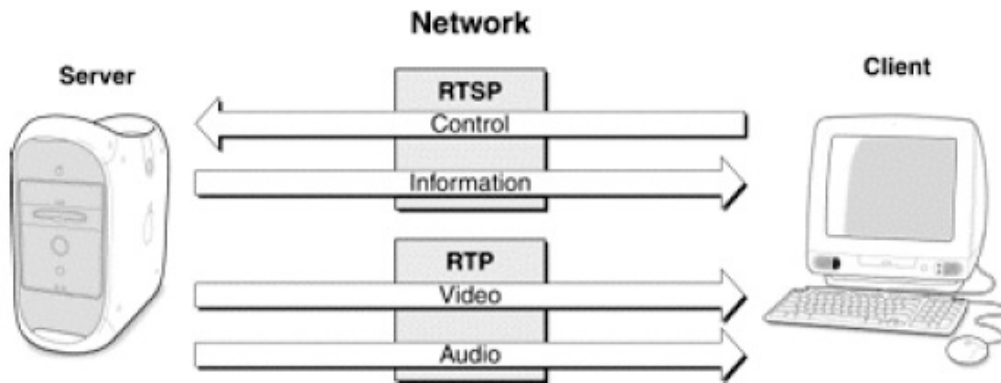 Network
Server
Client
RTSP
Control
Information
RTP
Video
Audio